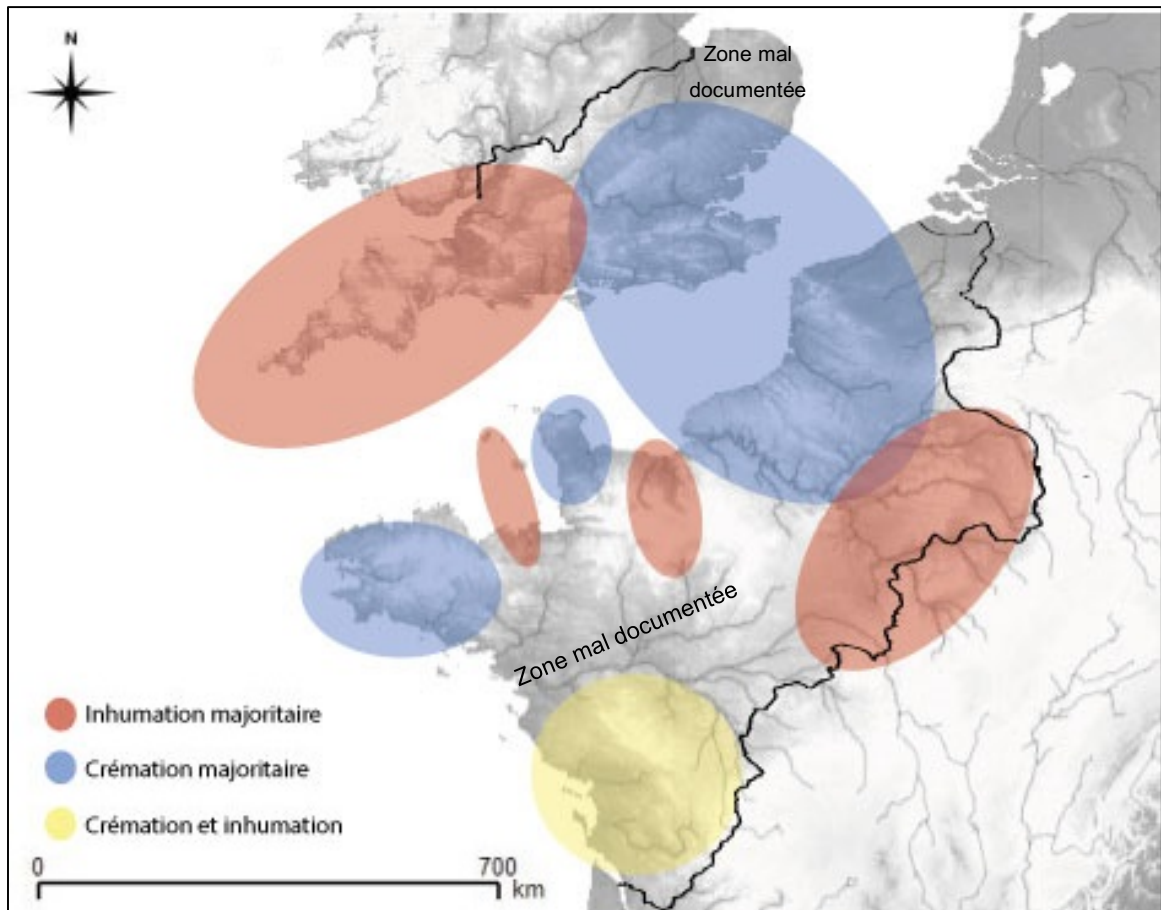 N
Zone mal
documentée
Zone mal documentée
Inhumation majoritaire
Crémation majoritaire
Crémation et inhumation
0 700
km